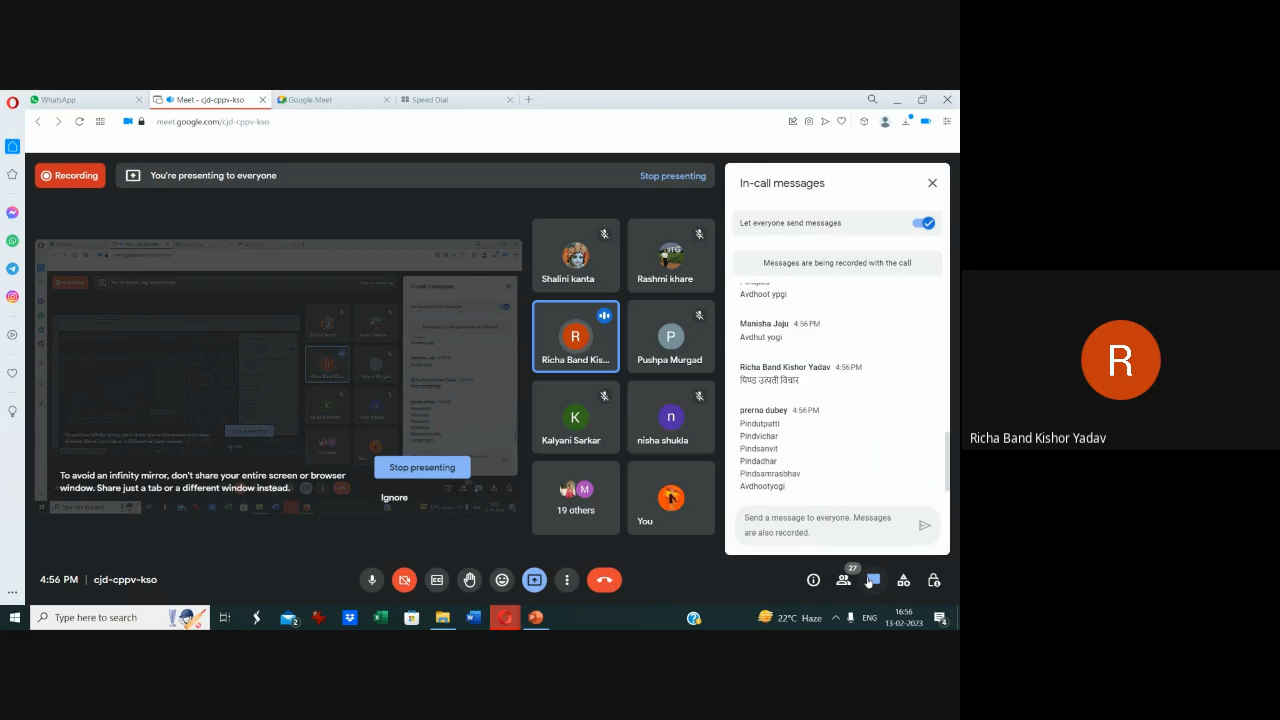 WhatsApp
Meet - cjd-cppv-kso
Google Meet
Speed Dial
meet.google.com/cjd-cppv-kso
Recording
You're presenting to everyone
Stop presenting
In-call messages
Let everyone send messages
Messages are being recorded with the call
Avdhoot ypgi
Manisha Jaju 4:56 PM
Avdhut yogi
Richa Band Kishor Yadav 4:56 PM
पिण्ड उत्पती विचार
prerna dubey 4:56 PM
Pindutpatti
Pindvichar
Pindsanvit
Pindadhar
Pindsamrasbhav
Avdhootyogi
Send a message to everyone. Messages
are also recorded.
Shalini kanta
Rashmi khare
R
Richa Band Kis...
P
Pushpa Murgad
K
Kalyani Sarkar
n
nisha shukla
M
19 others
You
To avoid an infinity mirror, don't share your entire screen or browser
window. Share just a tab or a different window instead.
Stop presenting
Ignore
4:56 PM | cjd-cppv-kso
27
Type here to search
2
22°C Haze
ENG
16:56
13-02-2023
4
R
Richa Band Kishor Yadav